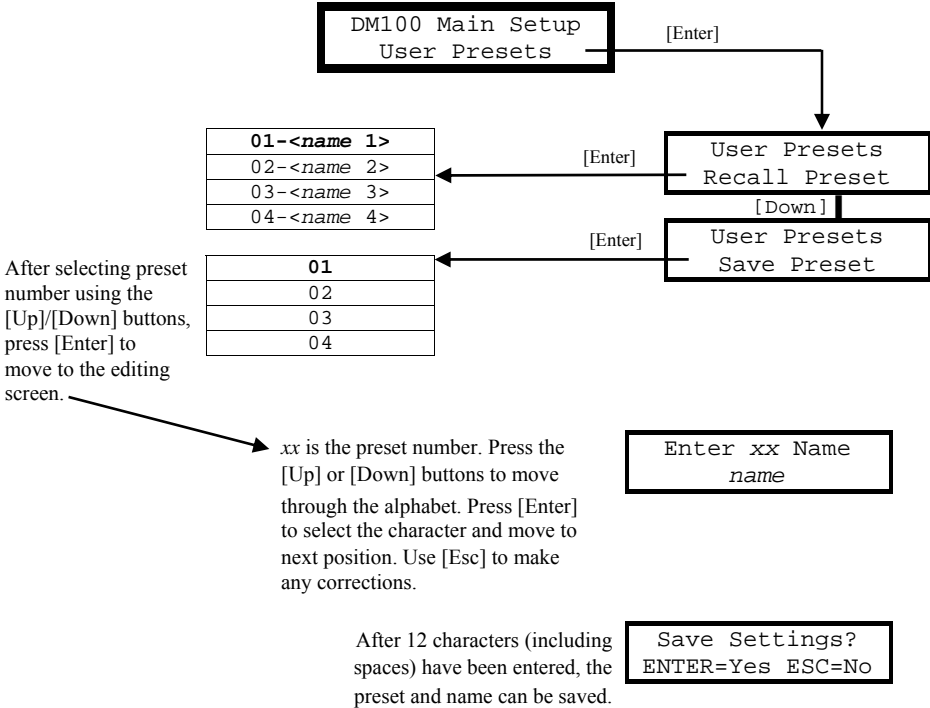 DM100 Main Setup
User Presets
[Enter]
01-<name 1>
02-<name 2>
03-<name 3>
04-<name 4>
[Enter]
User Presets
Recall Preset
[Down]
[Enter]
User Presets
Save Preset
After selecting preset
number using the
[Up]/[Down] buttons,
press [Enter] to
move to the editing
screen.
01
02
03
04
xx is the preset number. Press the
[Up] or [Down] buttons to move
through the alphabet. Press [Enter]
to select the character and move to
next position. Use [Esc] to make
any corrections.
Enter xx Name
name
After 12 characters (including
spaces) have been entered, the
preset and name can be saved.
Save Settings?
ENTER=Yes ESC=No